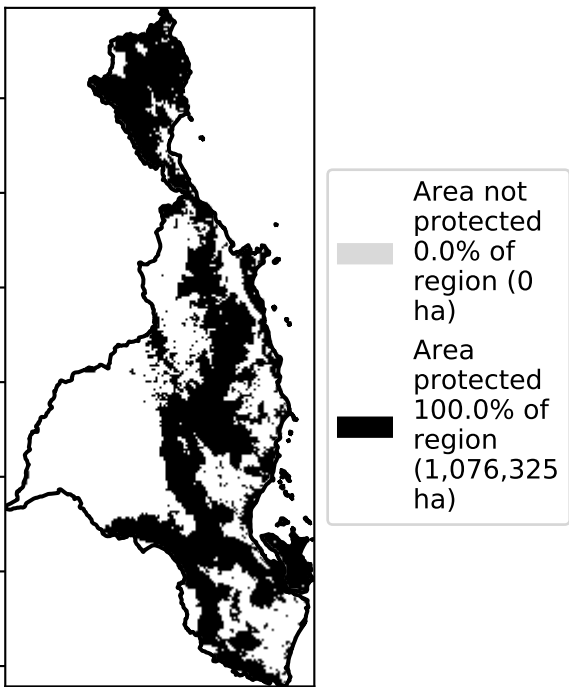 Area not
protected
0.0% of
region (0
ha)
Area
protected
100.0% of
region
(1,076,325
ha)